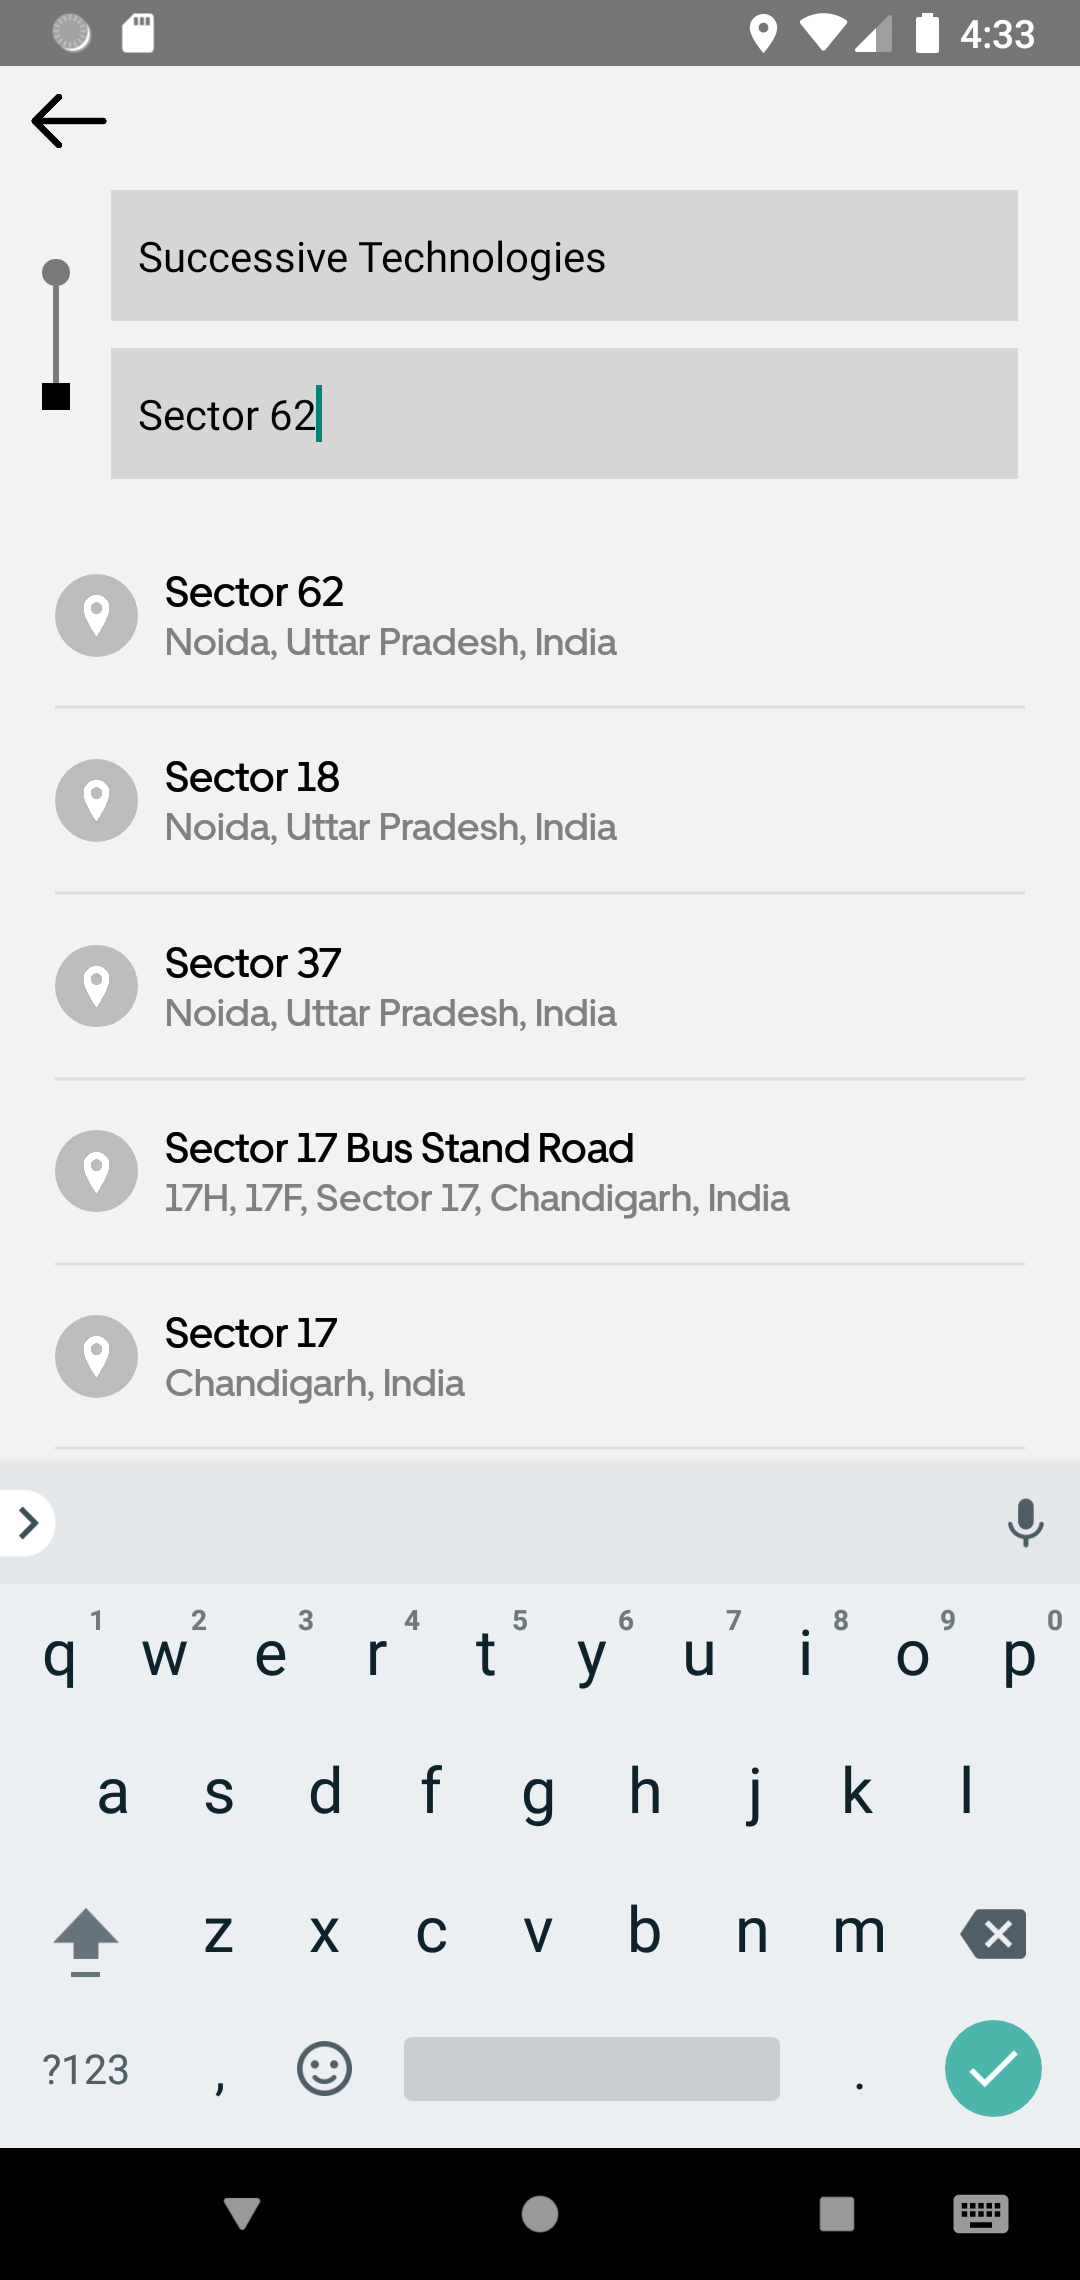 4:33
Successive Technologies
Sector 62
Sector 62
Noida, Uttar Pradesh, India
Sector 18
Noida, Uttar Pradesh, India
Sector 37
Noida, Uttar Pradesh, India
Sector 17 Bus Stand Road
17H, 17F, Sector 17, Chandigarh, India
Sector 17
Chandigarh, India
1 2 3 4 5 6 7 8 9 0
q w e r t y u i o p
a s d f g h j k l
z x c v b n m
?123 , .